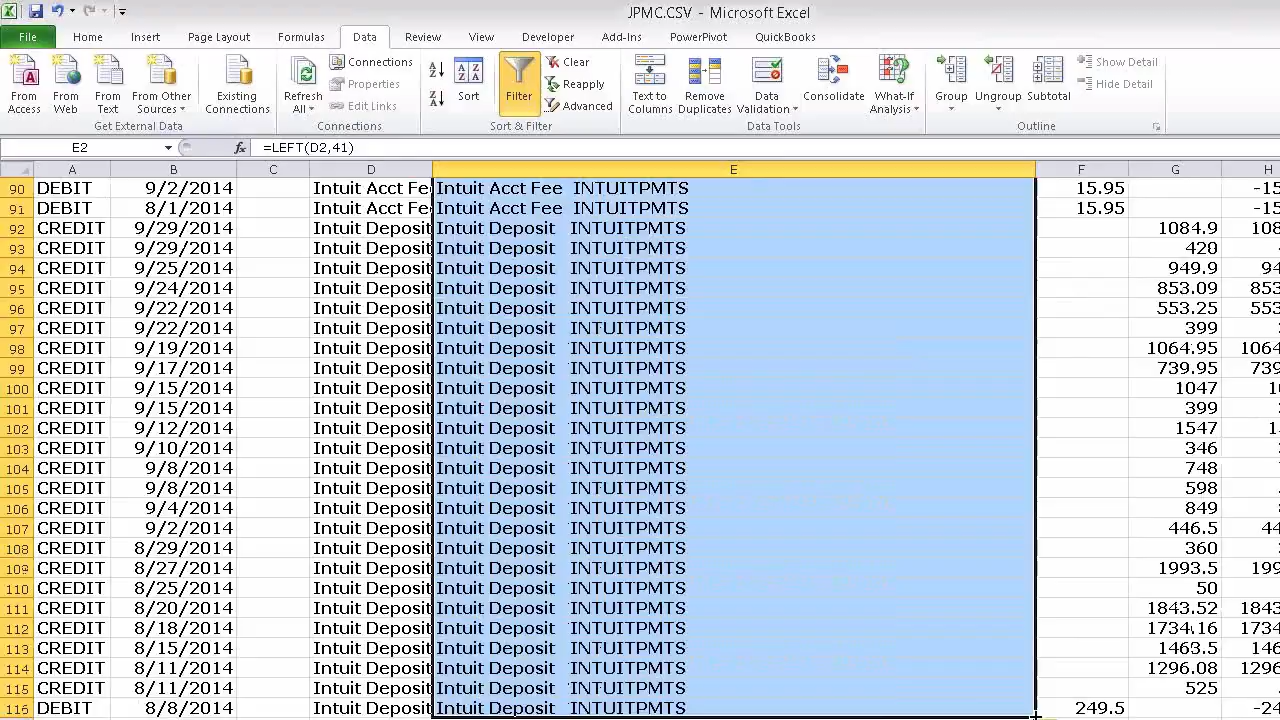 JPMC.CSV - Microsoft Excel
File Home Insert Page Layout Formulas Data Review View Developer Add-Ins PowerPivot QuickBooks
From Access
From Web
From Text
From Other Sources
Existing Connections
Refresh All
Connections
Properties
Edit Links
Sort
Filter
Clear
Reapply
Advanced
Text to Columns
Remove Duplicates
Data Validation
Consolidate
What-If Analysis
Group
Ungroup
Subtotal
Show Detail
Hide Detail
Get External Data Connections Sort & Filter Data Tools Outline
E2 fx =LEFT(D2,41)
A B C D E F G H
90 DEBIT 9/2/2014 Intuit Acct Fee Intuit Acct Fee INTUITPMTS 15.95 -15
91 DEBIT 8/1/2014 Intuit Acct Fee Intuit Acct Fee INTUITPMTS 15.95 -15
92 CREDIT 9/29/2014 Intuit Deposit Intuit Deposit INTUITPMTS 1084.9 108
93 CREDIT 9/29/2014 Intuit Deposit Intuit Deposit INTUITPMTS 420
94 CREDIT 9/25/2014 Intuit Deposit Intuit Deposit INTUITPMTS 949.9 94
95 CREDIT 9/24/2014 Intuit Deposit Intuit Deposit INTUITPMTS 853.09 853
96 CREDIT 9/22/2014 Intuit Deposit Intuit Deposit INTUITPMTS 553.25 553
97 CREDIT 9/22/2014 Intuit Deposit Intuit Deposit INTUITPMTS 399
98 CREDIT 9/19/2014 Intuit Deposit Intuit Deposit INTUITPMTS 1064.95 1064
99 CREDIT 9/17/2014 Intuit Deposit Intuit Deposit INTUITPMTS 739.95 739
100 CREDIT 9/15/2014 Intuit Deposit Intuit Deposit INTUITPMTS 1047
101 CREDIT 9/15/2014 Intuit Deposit Intuit Deposit INTUITPMTS 399
102 CREDIT 9/12/2014 Intuit Deposit Intuit Deposit INTUITPMTS 1547
103 CREDIT 9/10/2014 Intuit Deposit Intuit Deposit INTUITPMTS 346
104 CREDIT 9/8/2014 Intuit Deposit Intuit Deposit INTUITPMTS 748
105 CREDIT 9/8/2014 Intuit Deposit Intuit Deposit INTUITPMTS 598
106 CREDIT 9/4/2014 Intuit Deposit Intuit Deposit INTUITPMTS 849
107 CREDIT 9/2/2014 Intuit Deposit Intuit Deposit INTUITPMTS 446.5 44
108 CREDIT 8/29/2014 Intuit Deposit Intuit Deposit INTUITPMTS 360
109 CREDIT 8/27/2014 Intuit Deposit Intuit Deposit INTUITPMTS 1993.5 199
110 CREDIT 8/25/2014 Intuit Deposit Intuit Deposit INTUITPMTS 50
111 CREDIT 8/20/2014 Intuit Deposit Intuit Deposit INTUITPMTS 1843.52 1843
112 CREDIT 8/18/2014 Intuit Deposit Intuit Deposit INTUITPMTS 1734.16 1734
113 CREDIT 8/15/2014 Intuit Deposit Intuit Deposit INTUITPMTS 1463.5 146
114 CREDIT 8/11/2014 Intuit Deposit Intuit Deposit INTUITPMTS 1296.08 1296
115 CREDIT 8/11/2014 Intuit Deposit Intuit Deposit INTUITPMTS 525
116 DEBIT 8/8/2014 Intuit Deposit Intuit Deposit INTUITPMTS 249.5 -24